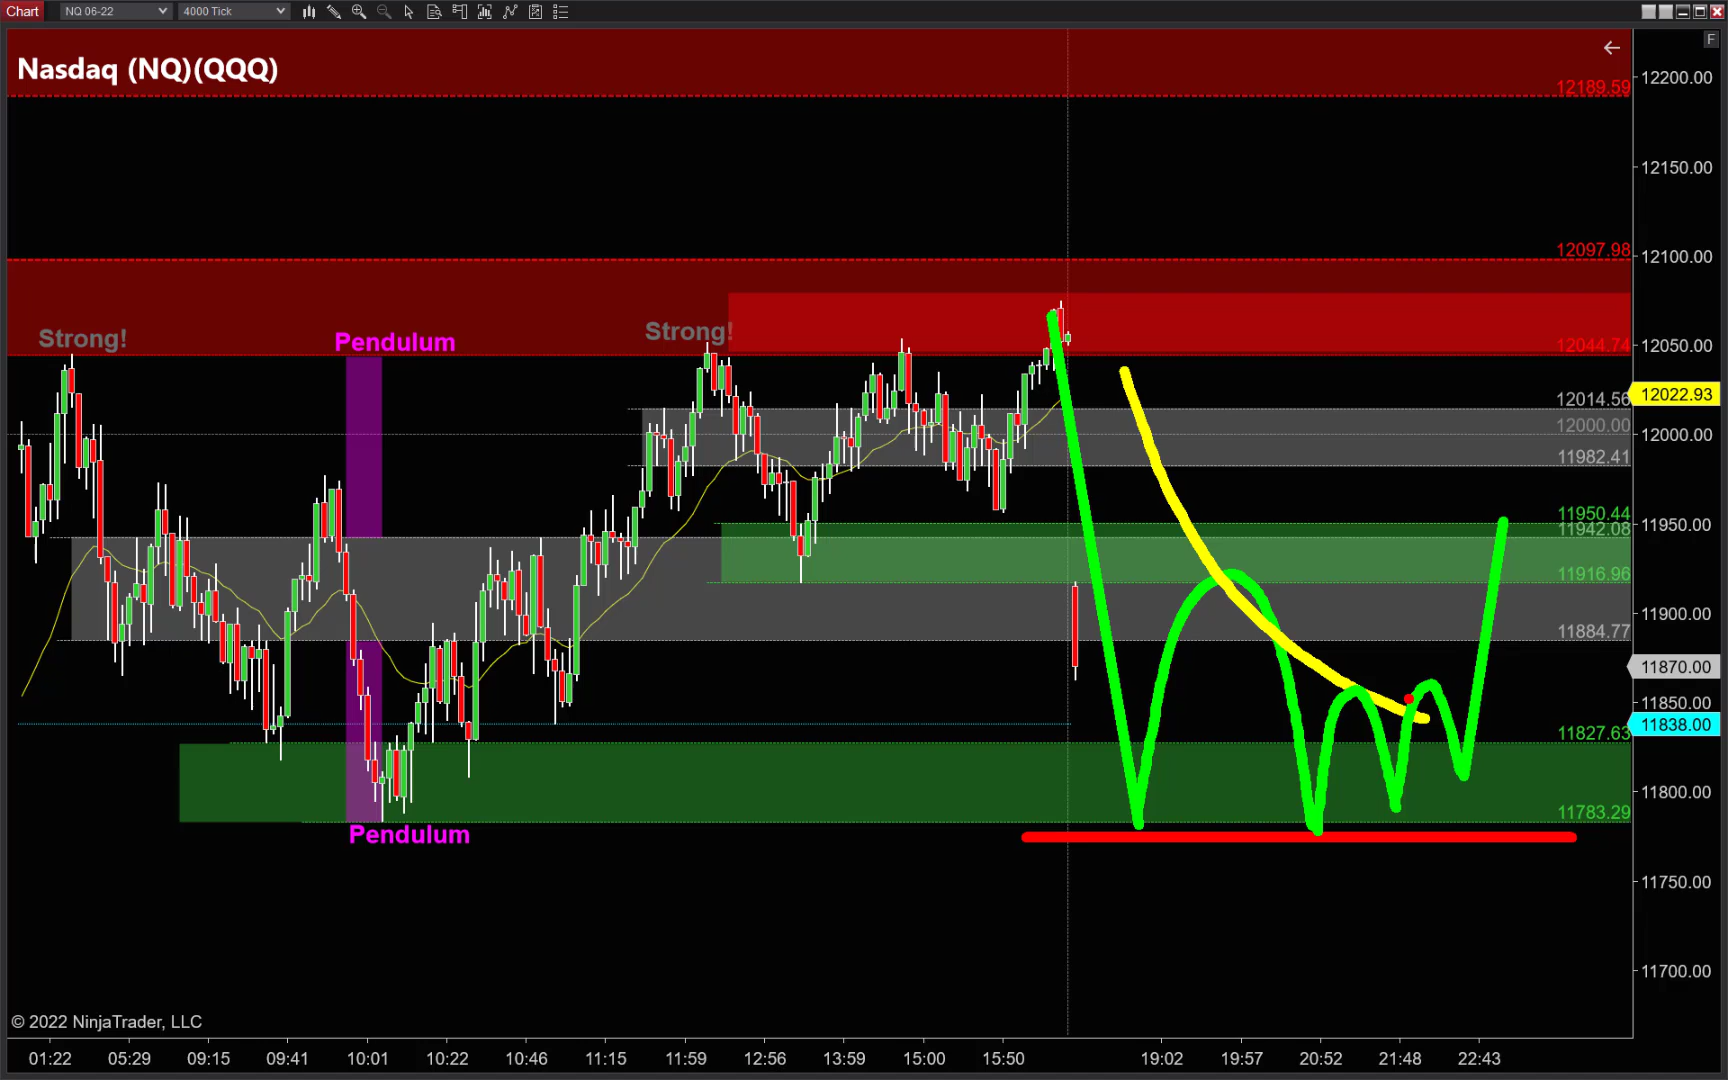 Chart
NQ 06-22
4000 Tick
F
Nasdaq (NQ)(QQQ)
12189.59
12097.98
12044.74
12014.56
12000.00
11982.41
11950.44
11942.08
11916.96
11884.77
11827.63
11783.29
Strong!
Pendulum
Strong!
Pendulum
12200.00
12150.00
12100.00
12050.00
12022.93
12000.00
11950.00
11900.00
11870.00
11850.00
11838.00
11800.00
11750.00
11700.00
© 2022 NinjaTrader, LLC
01:22 05:29 09:15 09:41 10:01 10:22 10:46 11:15 11:59 12:56 13:59 15:00 15:50 19:02 19:57 20:52 21:48 22:43